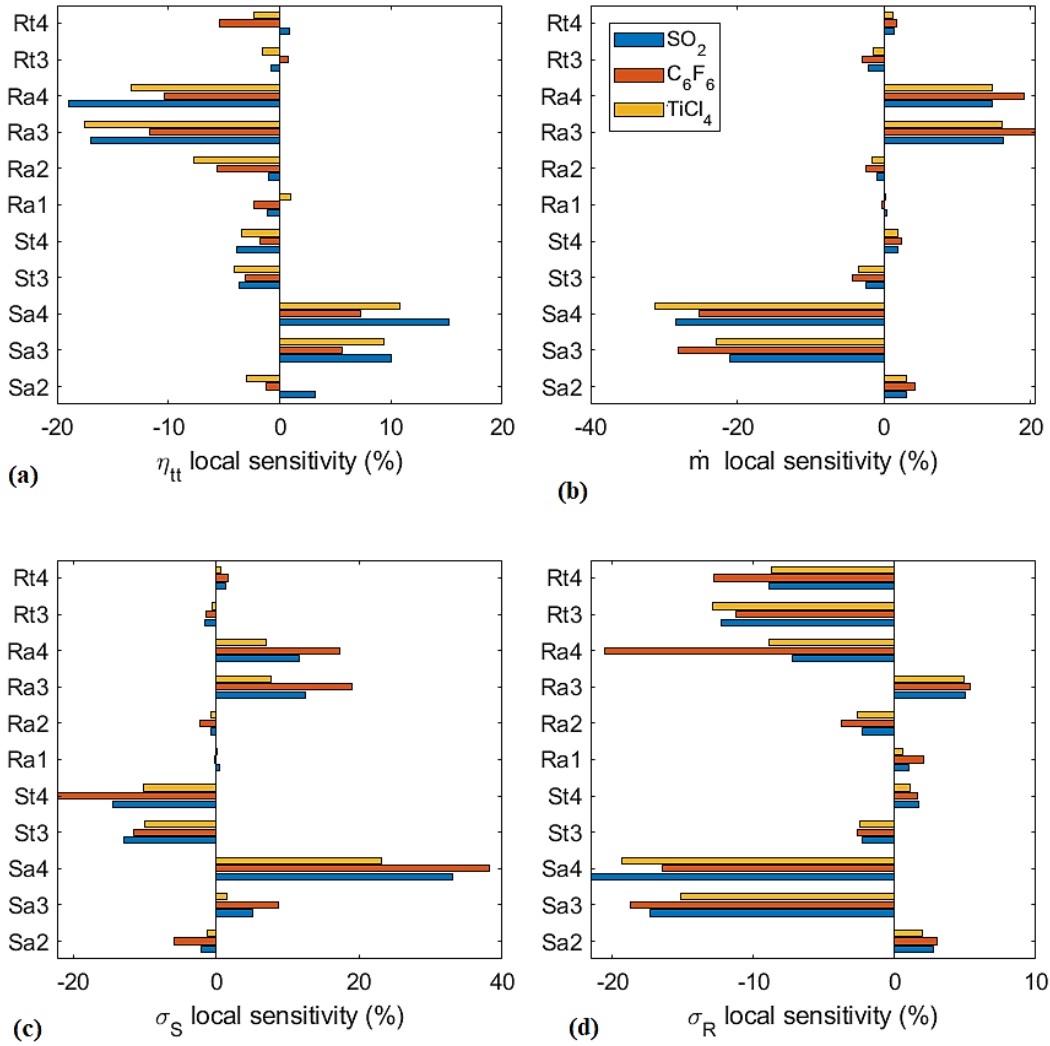 Rt4
Rt3
Ra4
Ra3
Ra2
Ra1
St4
St3
Sa4
Sa3
Sa2
-20 -10 0 10 20
(a) η_tt local sensitivity (%)
Rt4
Rt3
Ra4
Ra3
Ra2
Ra1
St4
St3
Sa4
Sa3
Sa2
SO₂
C₆F₆
TiCl₄
-40 -20 0 20
(b) ṁ local sensitivity (%)
Rt4
Rt3
Ra4
Ra3
Ra2
Ra1
St4
St3
Sa4
Sa3
Sa2
-20 0 20 40
(c) σ_S local sensitivity (%)
Rt4
Rt3
Ra4
Ra3
Ra2
Ra1
St4
St3
Sa4
Sa3
Sa2
-20 -10 0 10
(d) σ_R local sensitivity (%)